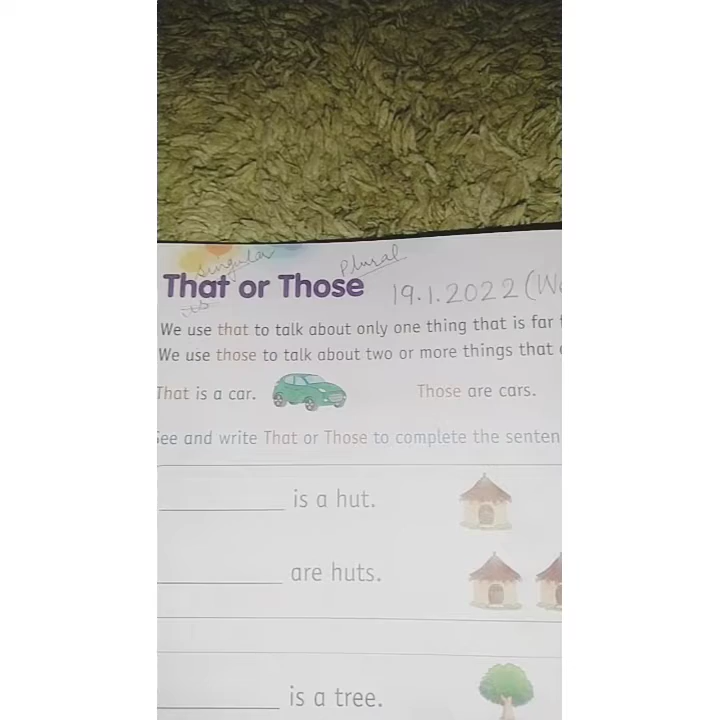 singular
plural
That or Those
19.1.2022 (We
We use that to talk about only one thing that is far
We use those to talk about two or more things that
That is a car.
Those are cars.
See and write That or Those to complete the senten
is a hut.
are huts.
is a tree.